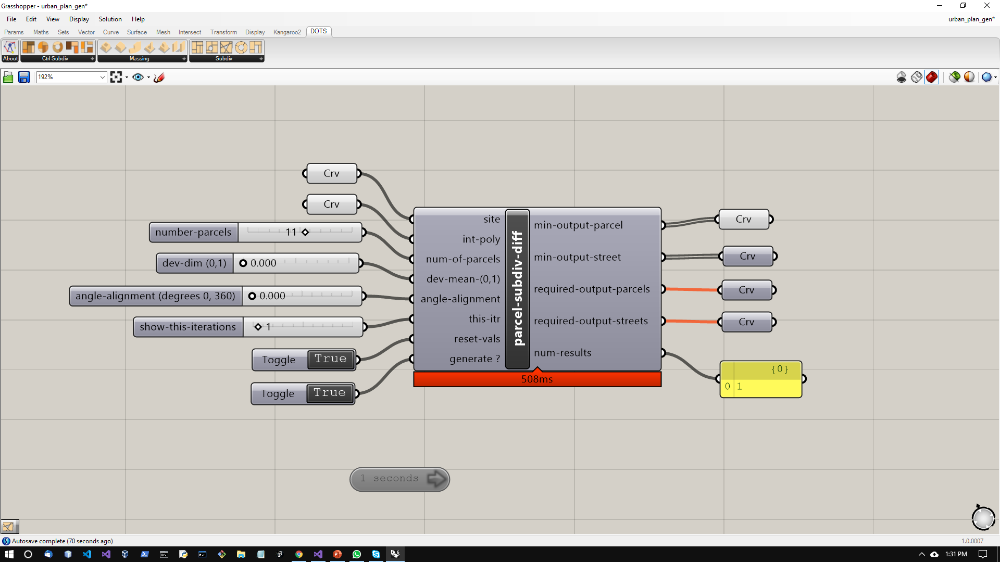 Grasshopper - urban_plan_gen*
File Edit View Display Solution Help
urban_plan_gen*
Params Maths Sets Vector Curve Surface Mesh Intersect Transform Display Kangaroo2 DOTS
About Ctrl Subdiv Massing Subdiv
192%
Crv
Crv
number-parcels 11
dev-dim (0,1) 0.000
angle-alignment (degrees 0, 360) 0.000
show-this-iterations 1
Toggle True
Toggle True
site
int-poly
num-of-parcels
dev-mean-(0,1)
angle-alignment
this-itr
reset-vals
generate ?
parcel-subdiv-diff
min-output-parcel
min-output-street
required-output-parcels
required-output-streets
num-results
508ms
Crv
Crv
Crv
Crv
{0}
0 1
1 seconds
Autosave complete (70 seconds ago)
1.0.0007
1:31 PM